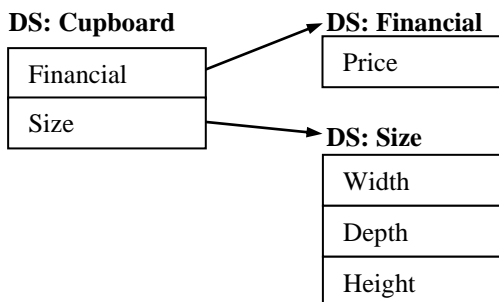 DS: Cupboard
Financial
Size
DS: Financial
Price
DS: Size
Width
Depth
Height